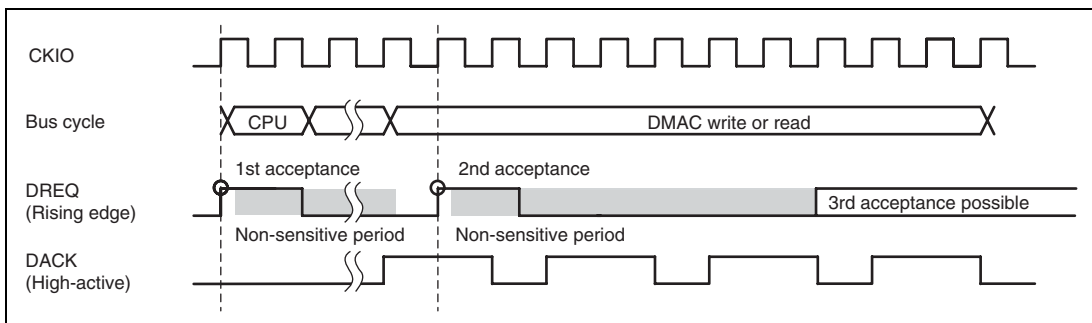 CKIO
Bus cycle
CPU
DMAC write or read
1st acceptance
2nd acceptance
DREQ
(Rising edge)
3rd acceptance possible
Non-sensitive period
Non-sensitive period
DACK
(High-active)